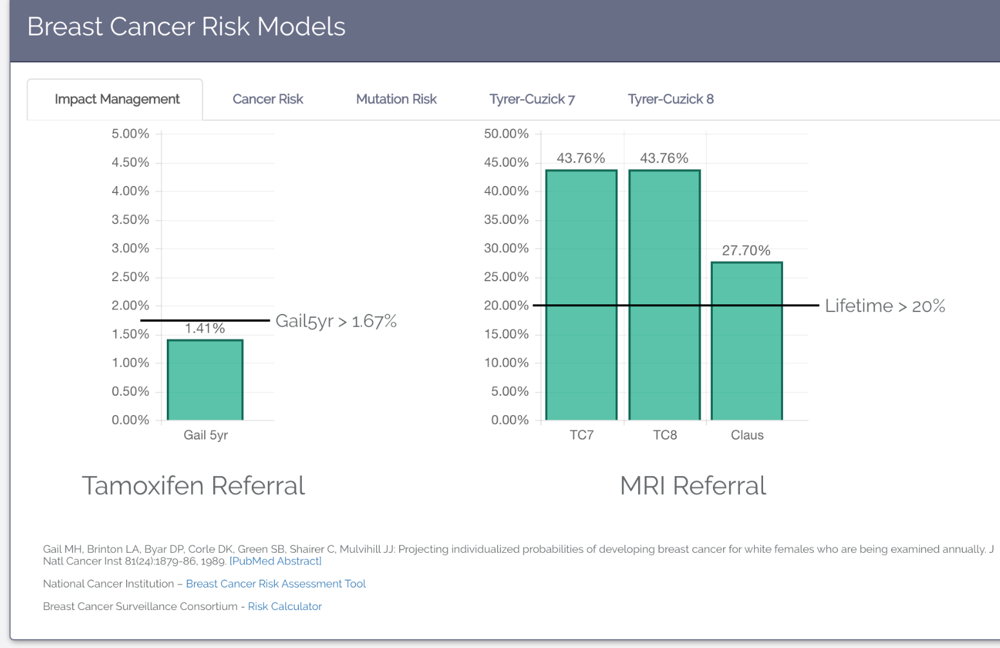 Breast Cancer Risk Models
Impact Management
Cancer Risk
Mutation Risk
Tyrer-Cuzick 7
Tyrer-Cuzick 8
5.00%
4.50%
4.00%
3.50%
3.00%
2.50%
2.00%
1.50%
1.00%
0.50%
0.00%
1.41%
Gail5yr > 1.67%
Gail 5yr
Tamoxifen Referral
50.00%
45.00%
40.00%
35.00%
30.00%
25.00%
20.00%
15.00%
10.00%
5.00%
0.00%
43.76%
43.76%
27.70%
Lifetime > 20%
TC7
TC8
Claus
MRI Referral
Gail MH, Brinton LA, Byar DP, Corle DK, Green SB, Shairer C, Mulvihill JJ: Projecting individualized probabilities of developing breast cancer for white females who are being examined annually. J
Natl Cancer Inst 81(24):1879-86, 1989. [PubMed Abstract]
National Cancer Institution – Breast Cancer Risk Assessment Tool
Breast Cancer Surveillance Consortium - Risk Calculator